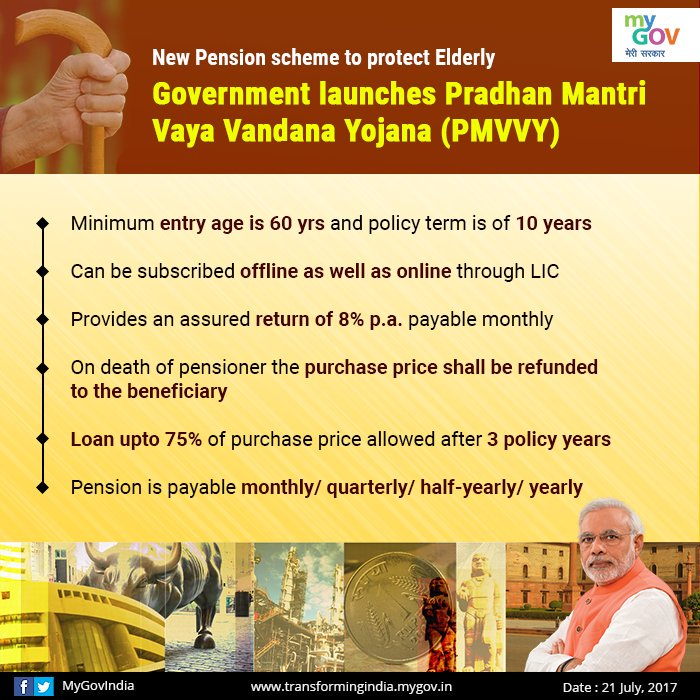 my
GOV
मेरी सरकार
New Pension scheme to protect Elderly
Government launches Pradhan Mantri
Vaya Vandana Yojana (PMVVY)
Minimum entry age is 60 yrs and policy term is of 10 years
Can be subscribed offline as well as online through LIC
Provides an assured return of 8% p.a. payable monthly
On death of pensioner the purchase price shall be refunded
to the beneficiary
Loan upto 75% of purchase price allowed after 3 policy years
Pension is payable monthly/ quarterly/ half-yearly/ yearly
MyGovIndia
www.transformingindia.mygov.in
Date : 21 July, 2017